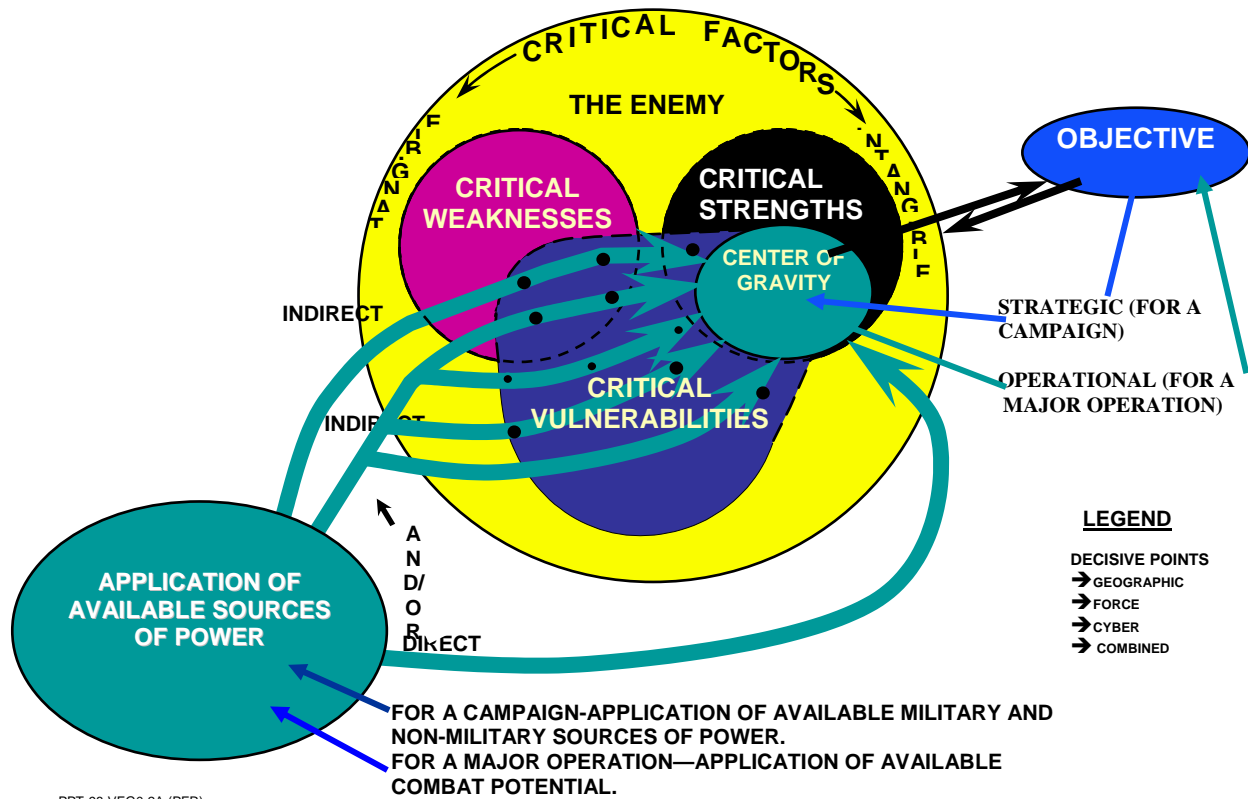 CRITICAL FACTORS
THE ENEMY
CRITICAL
WEAKNESSES
CRITICAL
STRENGTHS
CENTER OF
GRAVITY
OBJECTIVE
INDIRECT
STRATEGIC (FOR A
CAMPAIGN)
CRITICAL
VULNERABILITIES
OPERATIONAL (FOR A
MAJOR OPERATION)
INDIRECT
AND/OR
APPLICATION OF
AVAILABLE SOURCES
OF POWER
DIRECT
LEGEND
DECISIVE POINTS
➔GEOGRAPHIC
➔FORCE
➔CYBER
➔ COMBINED
FOR A CAMPAIGN-APPLICATION OF AVAILABLE MILITARY AND
NON-MILITARY SOURCES OF POWER.
FOR A MAJOR OPERATION—APPLICATION OF AVAILABLE
COMBAT POTENTIAL.